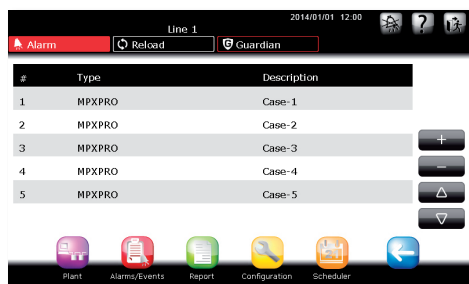 2014/01/01 12:00
Line 1
?
Alarm Reload G Guardian
# Type Description
1 MPXPRO Case-1
2 MPXPRO Case-2
3 MPXPRO Case-3
4 MPXPRO Case-4
5 MPXPRO Case-5
+
–
Plant Alarms/Events Report Configuration Scheduler